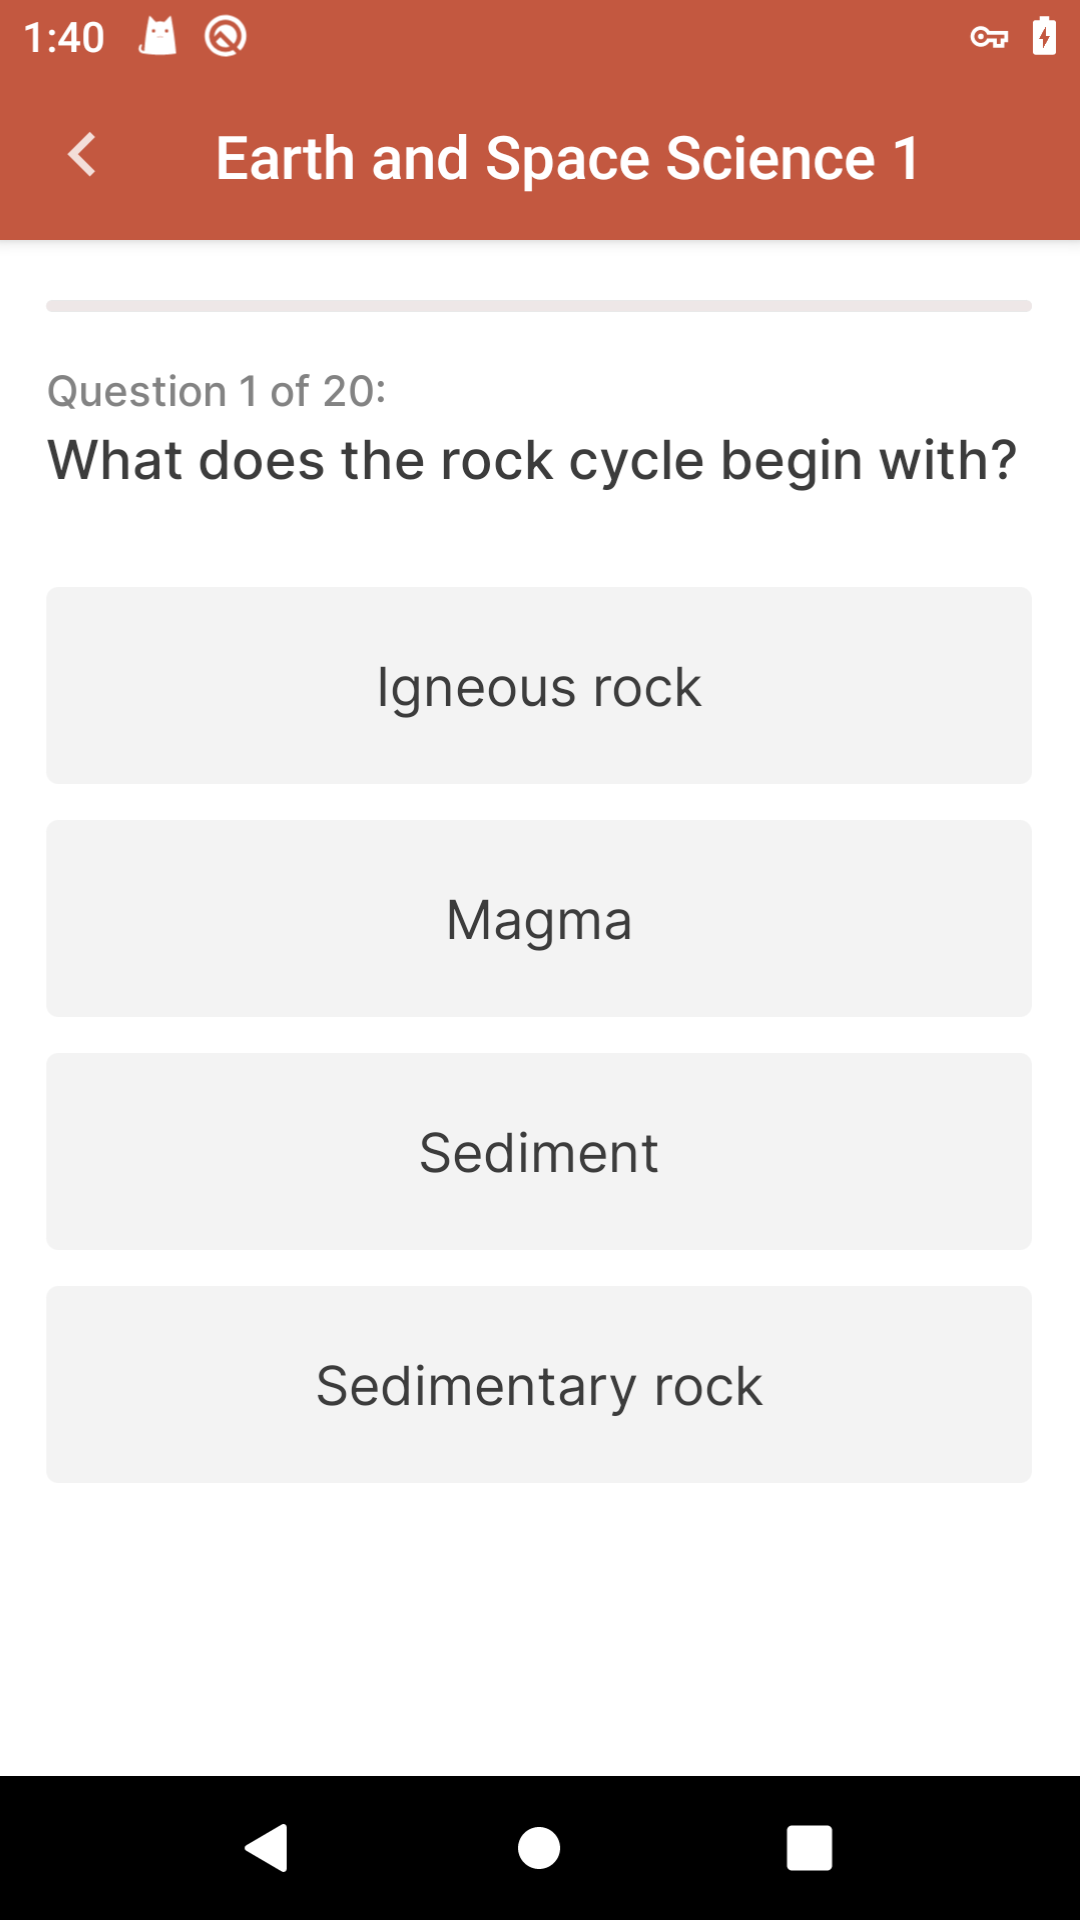 1:40
Earth and Space Science 1
Question 1 of 20:
What does the rock cycle begin with?
Igneous rock
Magma
Sediment
Sedimentary rock